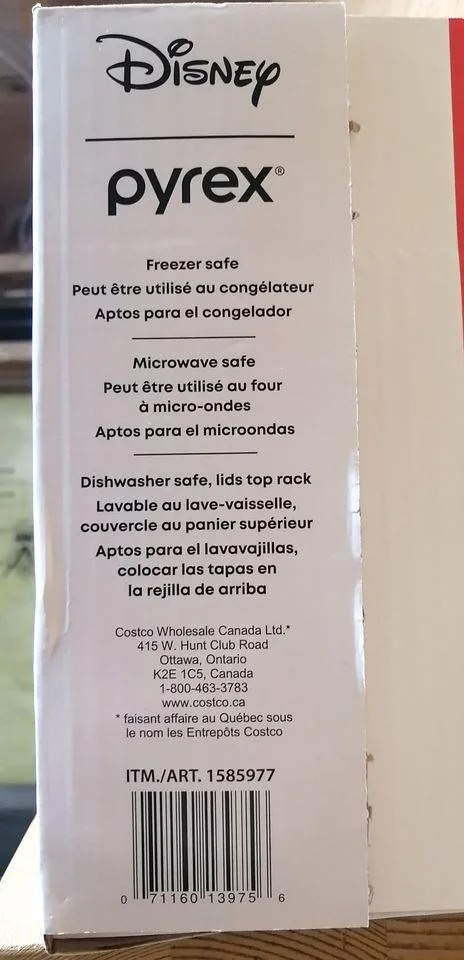 Disney
pyrex®
Freezer safe
Peut être utilisé au congélateur
Aptos para el congelador
Microwave safe
Peut être utilisé au four
à micro-ondes
Aptos para el microondas
Dishwasher safe, lids top rack
Lavable au lave-vaisselle,
couvercle au panier supérieur
Aptos para el lavavajillas,
colocar las tapas en
la rejilla de arriba
Costco Wholesale Canada Ltd.*
415 W. Hunt Club Road
Ottawa, Ontario
K2E 1C5, Canada
1-800-463-3783
www.costco.ca
* faisant affaire au Québec sous
le nom les Entrepôts Costco
ITM./ART. 1585977
0 71160 13975 6